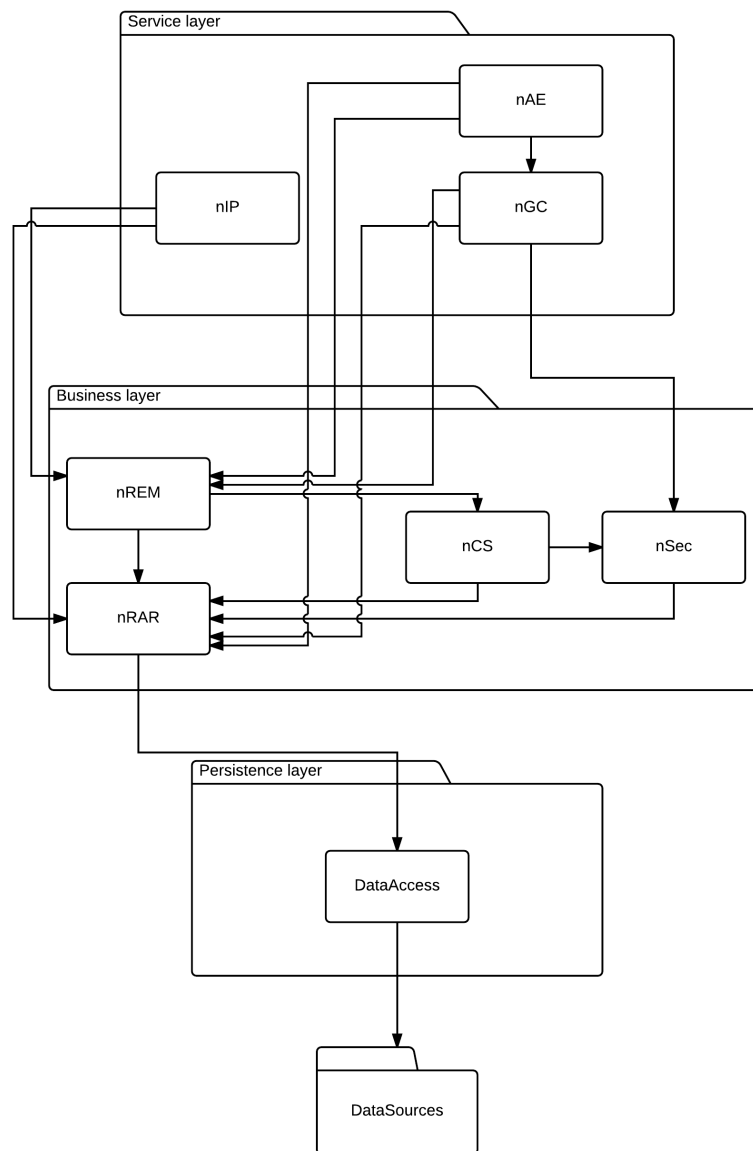 Service layer
nAE
nIP
nGC
Business layer
nREM
nCS
nSec
nRAR
Persistence layer
DataAccess
DataSources